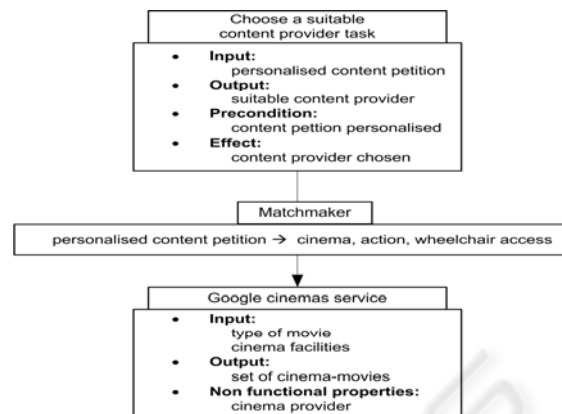 Choose a suitable
content provider task
• Input:
personalised content petition
• Output:
suitable content provider
• Precondition:
content pettion personalised
• Effect:
content provider chosen
Matchmaker
personalised content petition → cinema, action, wheelchair access
Google cinemas service
• Input:
type of movie
cinema facilities
• Output:
set of cinema-movies
• Non functional properties:
cinema provider